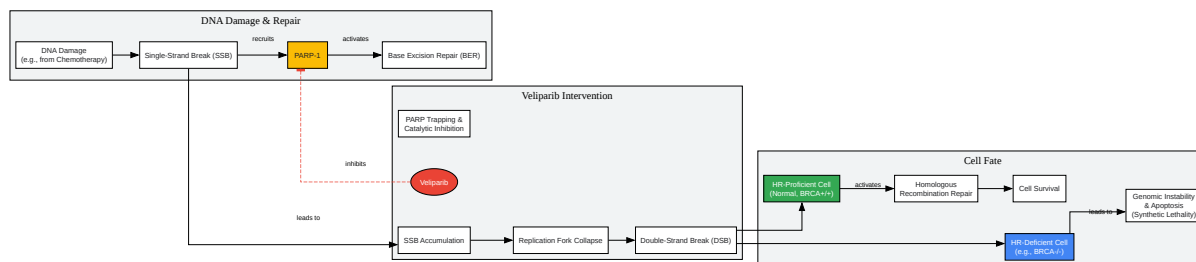 DNA Damage & Repair
DNA Damage
(e.g., from Chemotherapy)
Single-Strand Break (SSB)
recruits
PARP-1
activates
Base Excision Repair (BER)
Veliparib Intervention
PARP Trapping &
Catalytic Inhibition
inhibits
Veliparib
leads to
SSB Accumulation
Replication Fork Collapse
Double-Strand Break (DSB)
Cell Fate
HR-Proficient Cell
(Normal, BRCA+/+)
activates
Homologous
Recombination Repair
Cell Survival
Genomic Instability
& Apoptosis
(Synthetic Lethality)
leads to
HR-Deficient Cell
(e.g., BRCA-/-)